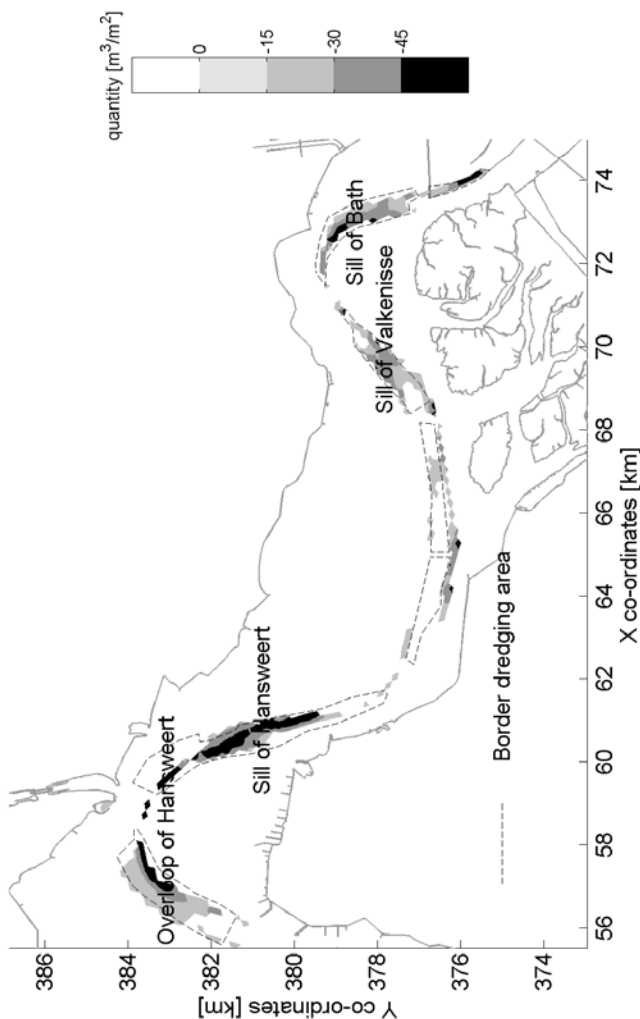 quantity [m³/m²]
0
-15
-30
-45
Overloop of Hansweert
Sill of Hansweert
Sill of Valkenisse
Sill of Bath
Border dredging area
386
384
382
380
378
376
374
Y co-ordinates [km]
56
58
60
62
64
66
68
70
72
74
X co-ordinates [km]